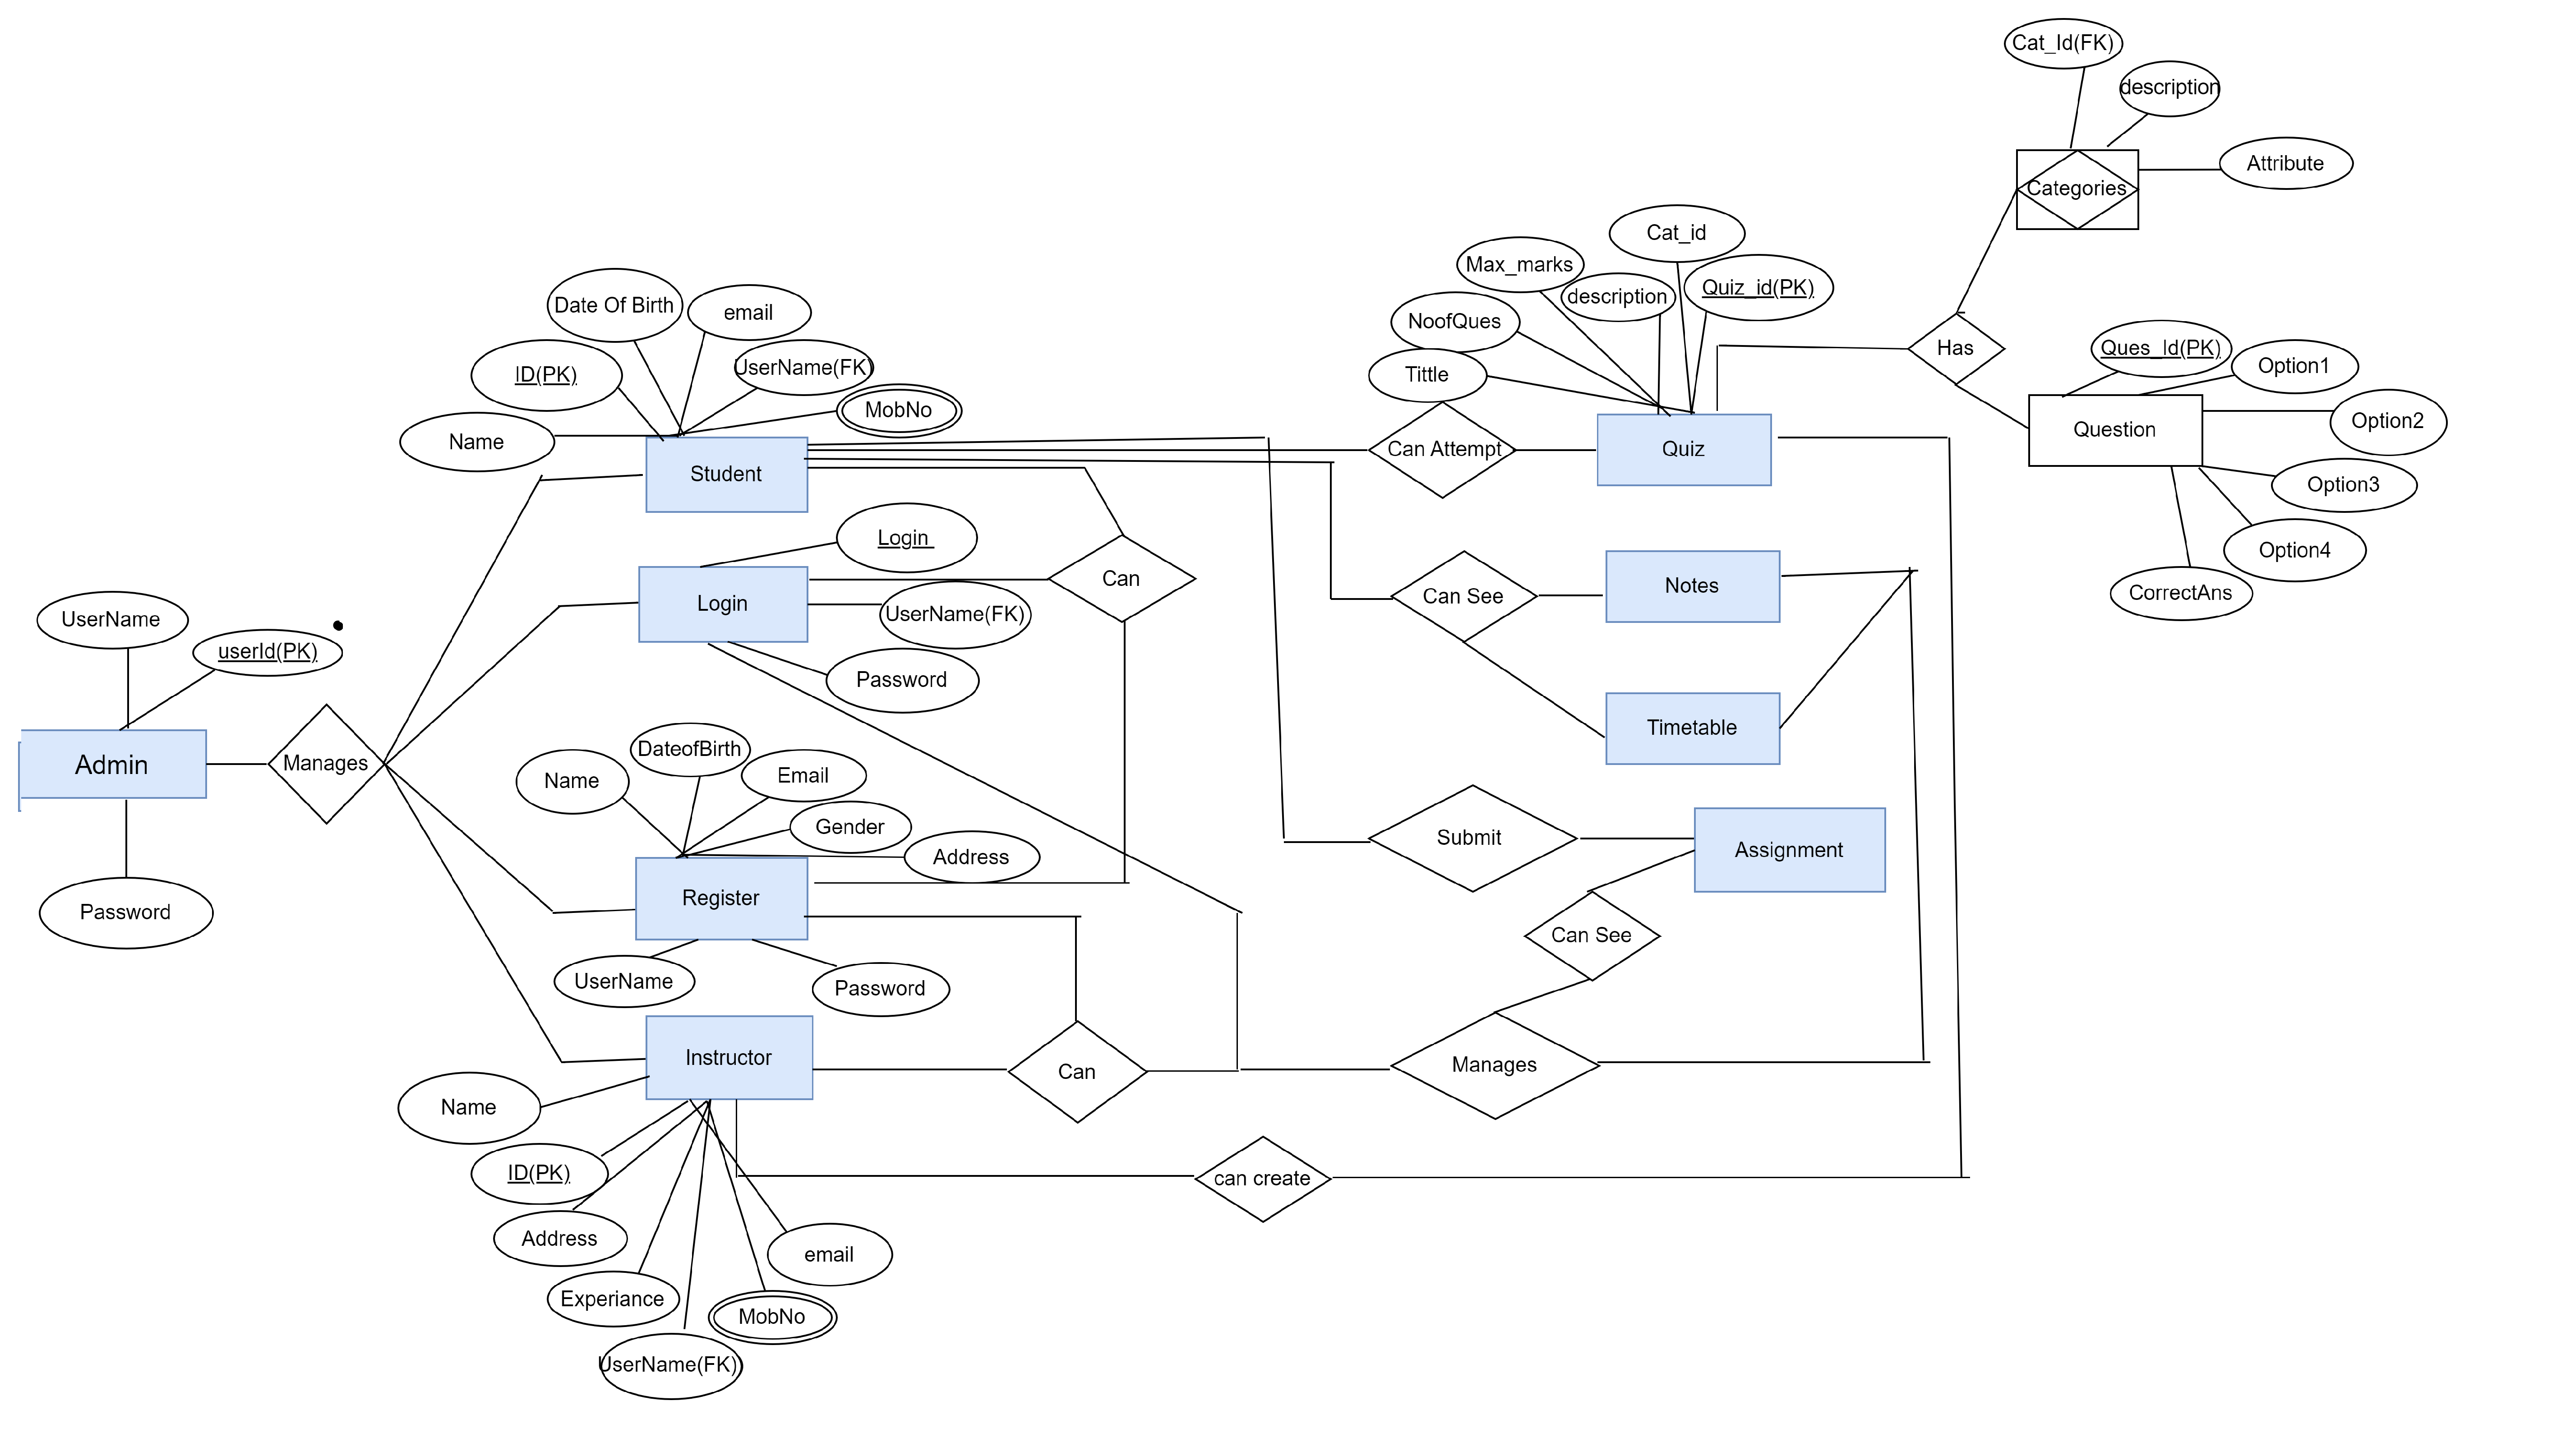 Cat_Id(FK)
description
Attribute
Categories
Cat_id
Max_marks
description
Quiz_id(PK)
NoofQues
Tittle
Has
Ques_Id(PK)
Option1
Option2
Question
Option3
Option4
CorrectAns
Date Of Birth
email
ID(PK)
UserName(FK)
MobNo
Name
Student
Can Attempt
Quiz
Login
Can
Login
UserName(FK)
Password
Can See
Notes
Timetable
UserName
userId(PK)
Admin
Manages
Password
DateofBirth
Name
Email
Gender
Address
Register
UserName
Password
Submit
Assignment
Can See
Instructor
Can
Manages
Name
ID(PK)
can create
Address
email
Experiance
MobNo
UserName(FK)